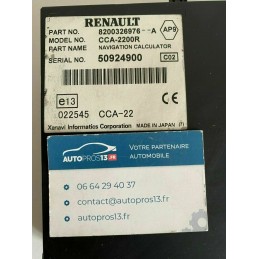 RENAULT
PART NO. 8200326976--A
MODEL NO. CCA-2200R
PART NAME NAVIGATION CALCULATOR
SERIAL NO. 50924900
AP9
C02
e13
CE
022545 CCA-22
Xanavi Informatics Corporation MADE IN JAPAN
AUTOPROS13.FR
VOTRE PARTENAIRE
AUTOMOBILE
06 64 29 40 37
contact@autopros13.fr
autopros13.fr